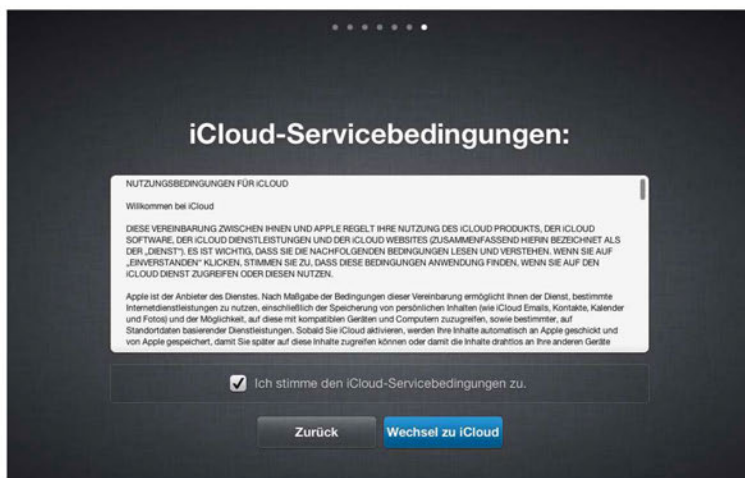 iCloud-Servicebedingungen:
NUTZUNGSBEDINGUNGEN FÜR iCLOUD
Willkommen bei iCloud
DIESE VEREINBARUNG ZWISCHEN IHNEN UND APPLE REGELT IHRE NUTZUNG DES iCLOUD PRODUKTS, DER iCLOUD
SOFTWARE, DER iCLOUD DIENSTLEISTUNGEN UND DER iCLOUD WEBSITES (ZUSAMMENFASSEND HIERIN BEZEICHNET ALS
DER „DIENST"). ES IST WICHTIG, DASS SIE DIE NACHFOLGENDEN BEDINGUNGEN LESEN UND VERSTEHEN. WENN SIE AUF
„EINVERSTANDEN" KLICKEN, STIMMEN SIE ZU, DASS DIESE BEDINGUNGEN ANWENDUNG FINDEN, WENN SIE AUF DEN
iCLOUD DIENST ZUGREIFEN ODER DIESEN NUTZEN.
Apple ist der Anbieter des Dienstes. Nach Maßgabe der Bedingungen dieser Vereinbarung ermöglicht Ihnen der Dienst, bestimmte
Internetdienstleistungen zu nutzen, einschließlich der Speicherung von persönlichen Inhalten (wie iCloud Emails, Kontakte, Kalender
und Fotos) und der Möglichkeit, auf diese mit kompatiblen Geräten und Computern zuzugreifen, sowie bestimmter, auf
Standortdaten basierender Dienstleistungen. Sobald Sie iCloud aktivieren, werden Ihre Inhalte automatisch an Apple geschickt und
von Apple gespeichert, damit Sie später auf diese Inhalte zugreifen können oder damit die Inhalte drahtlos an Ihre anderen Geräte
Ich stimme den iCloud-Servicebedingungen zu.
Zurück
Wechsel zu iCloud